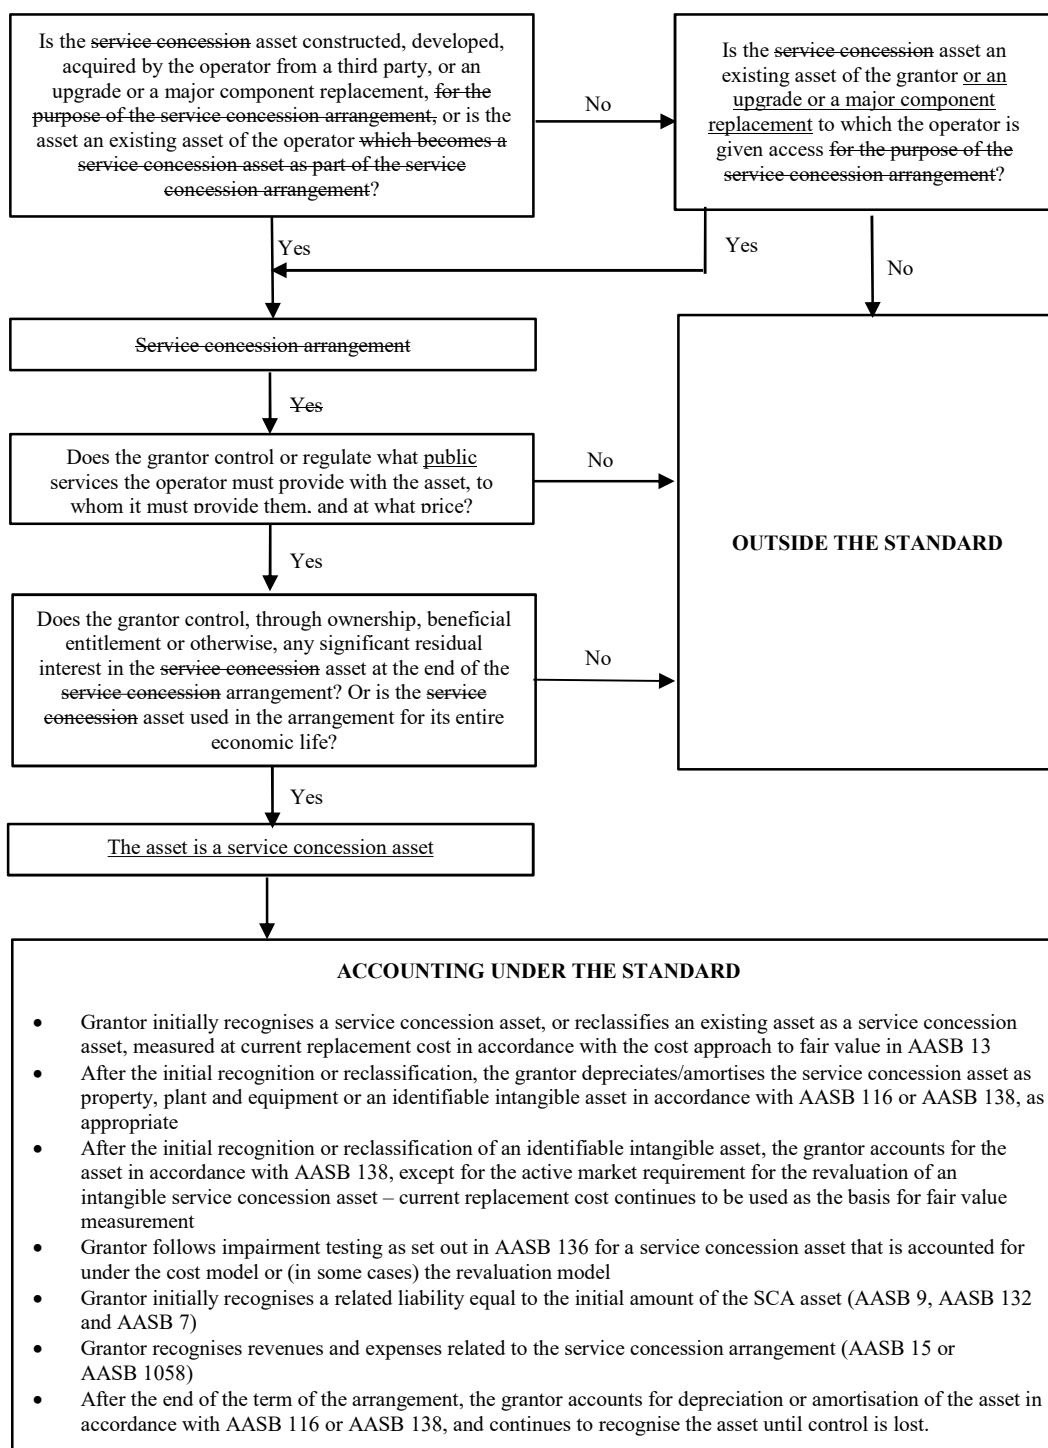 Is the service concession asset constructed, developed,
acquired by the operator from a third party, or an
upgrade or a major component replacement, for the
purpose of the service concession arrangement, or is the
asset an existing asset of the operator which becomes a
service concession asset as part of the service
concession arrangement?
No
Is the service concession asset an
existing asset of the grantor or an
upgrade or a major component
replacement to which the operator is
given access for the purpose of the
service concession arrangement?
Yes
Yes
No
Service concession arrangement
Yes
Does the grantor control or regulate what public
services the operator must provide with the asset, to
whom it must provide them, and at what price?
No
OUTSIDE THE STANDARD
Yes
Does the grantor control, through ownership, beneficial
entitlement or otherwise, any significant residual
interest in the service concession asset at the end of the
service concession arrangement? Or is the service
concession asset used in the arrangement for its entire
economic life?
No
Yes
The asset is a service concession asset
ACCOUNTING UNDER THE STANDARD
• Grantor initially recognises a service concession asset, or reclassifies an existing asset as a service concession
asset, measured at current replacement cost in accordance with the cost approach to fair value in AASB 13
• After the initial recognition or reclassification, the grantor depreciates/amortises the service concession asset as
property, plant and equipment or an identifiable intangible asset in accordance with AASB 116 or AASB 138, as
appropriate
• After the initial recognition or reclassification of an identifiable intangible asset, the grantor accounts for the
asset in accordance with AASB 138, except for the active market requirement for the revaluation of an
intangible service concession asset – current replacement cost continues to be used as the basis for fair value
measurement
• Grantor follows impairment testing as set out in AASB 136 for a service concession asset that is accounted for
under the cost model or (in some cases) the revaluation model
• Grantor initially recognises a related liability equal to the initial amount of the SCA asset (AASB 9, AASB 132
and AASB 7)
• Grantor recognises revenues and expenses related to the service concession arrangement (AASB 15 or
AASB 1058)
• After the end of the term of the arrangement, the grantor accounts for depreciation or amortisation of the asset in
accordance with AASB 116 or AASB 138, and continues to recognise the asset until control is lost.